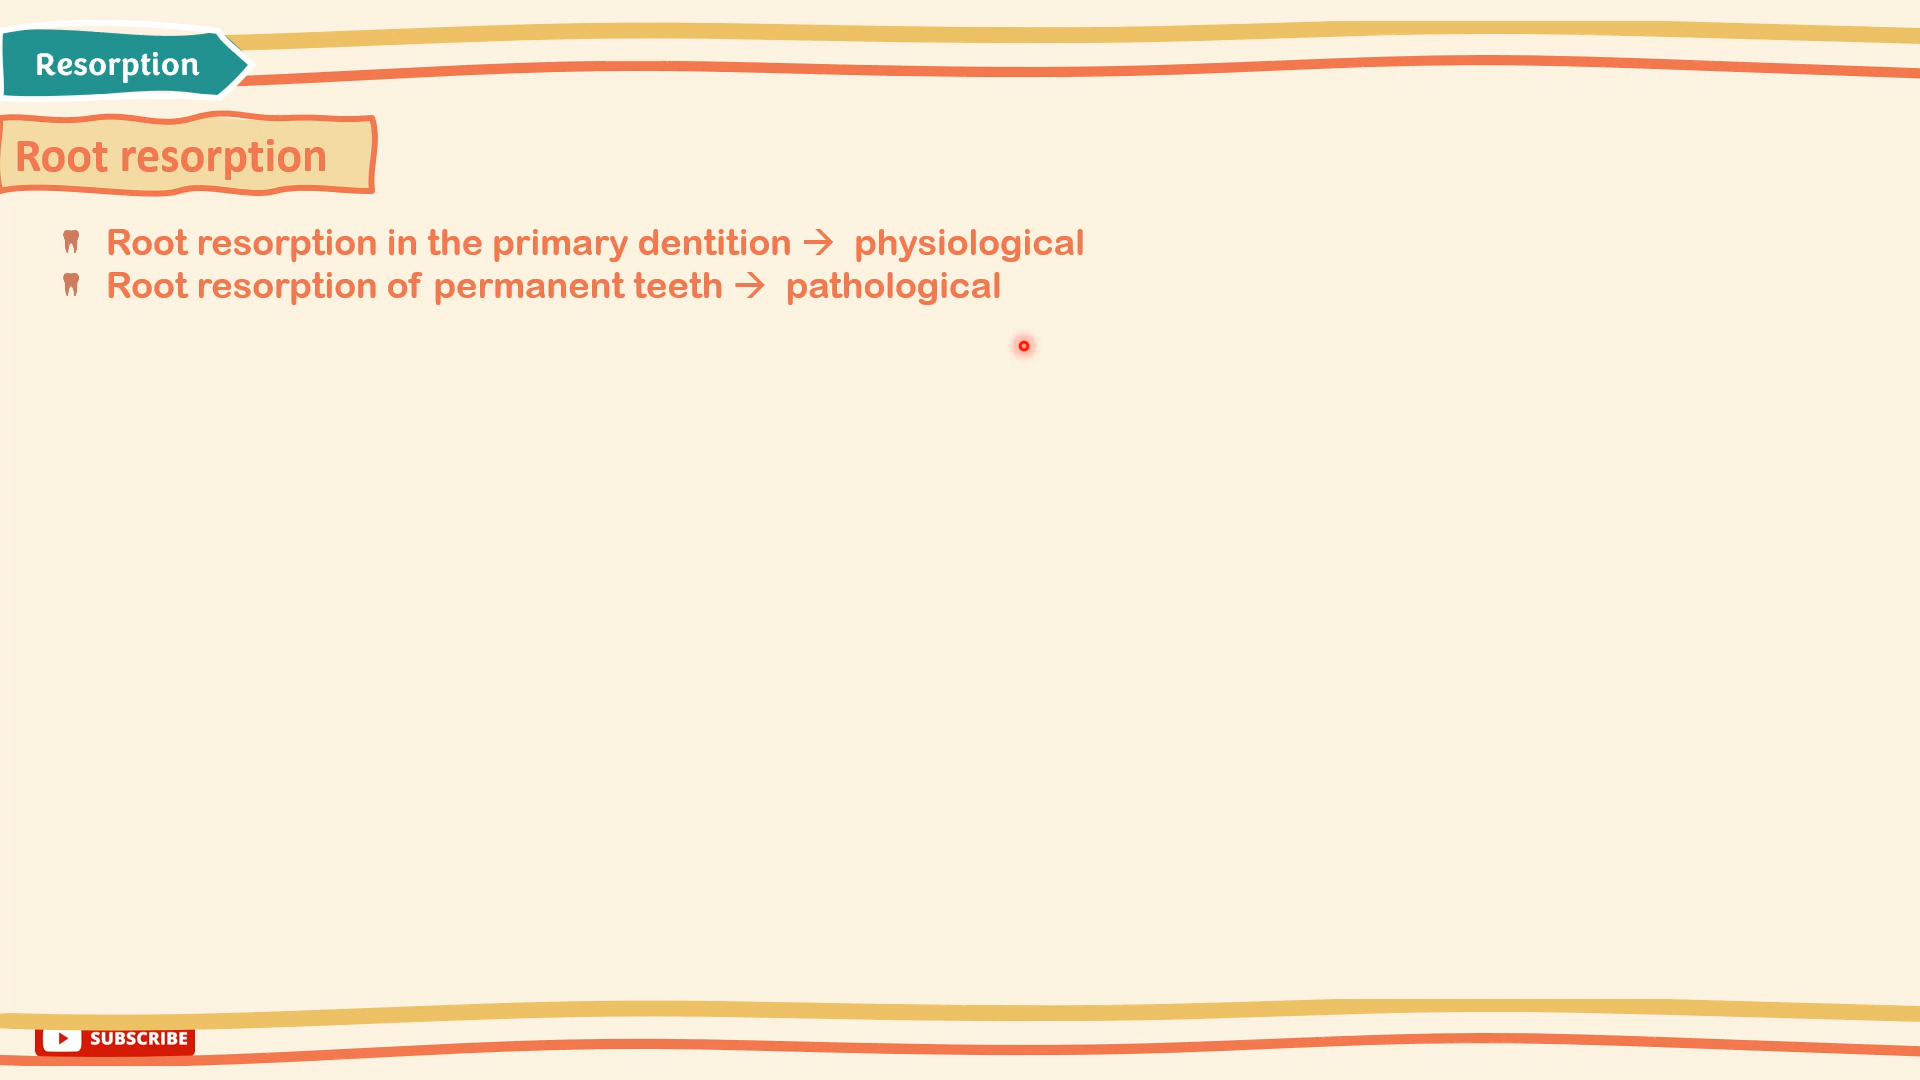 Resorption
Root resorption
Root resorption in the primary dentition → physiological
Root resorption of permanent teeth → pathological
SUBSCRIBE